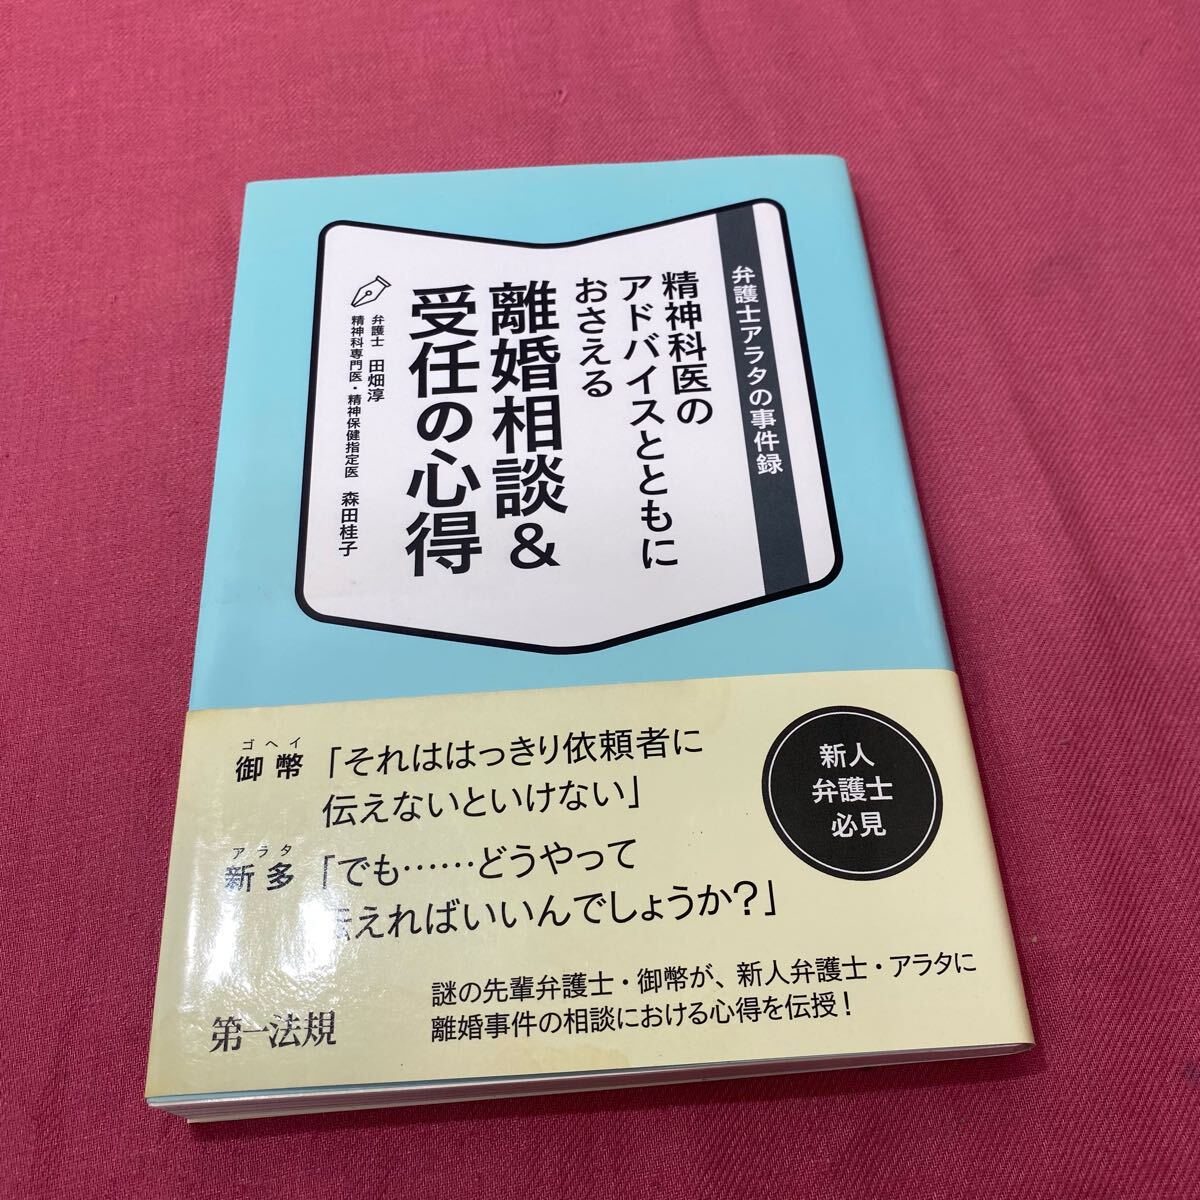 弁護士アラタの事件録
精神科医の
アドバイスとともに
おさえる
離婚相談&
受任の心得
弁護士 田畑淳
精神科専門医・精神保健指定医 森田桂子
ゴヘイ
御幣「それははっきり依頼者に
伝えないといけない」
アラタ
新多「でも……どうやって
伝えればいいんでしょうか?」
新人
弁護士
必見
謎の先輩弁護士・御幣が、新人弁護士・アラタに
離婚事件の相談における心得を伝授!
第一法規